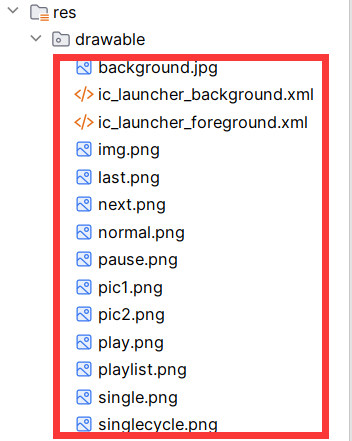 res
drawable
background.jpg
ic_launcher_background.xml
ic_launcher_foreground.xml
img.png
last.png
next.png
normal.png
pause.png
pic1.png
pic2.png
play.png
playlist.png
single.png
singlecycle.png